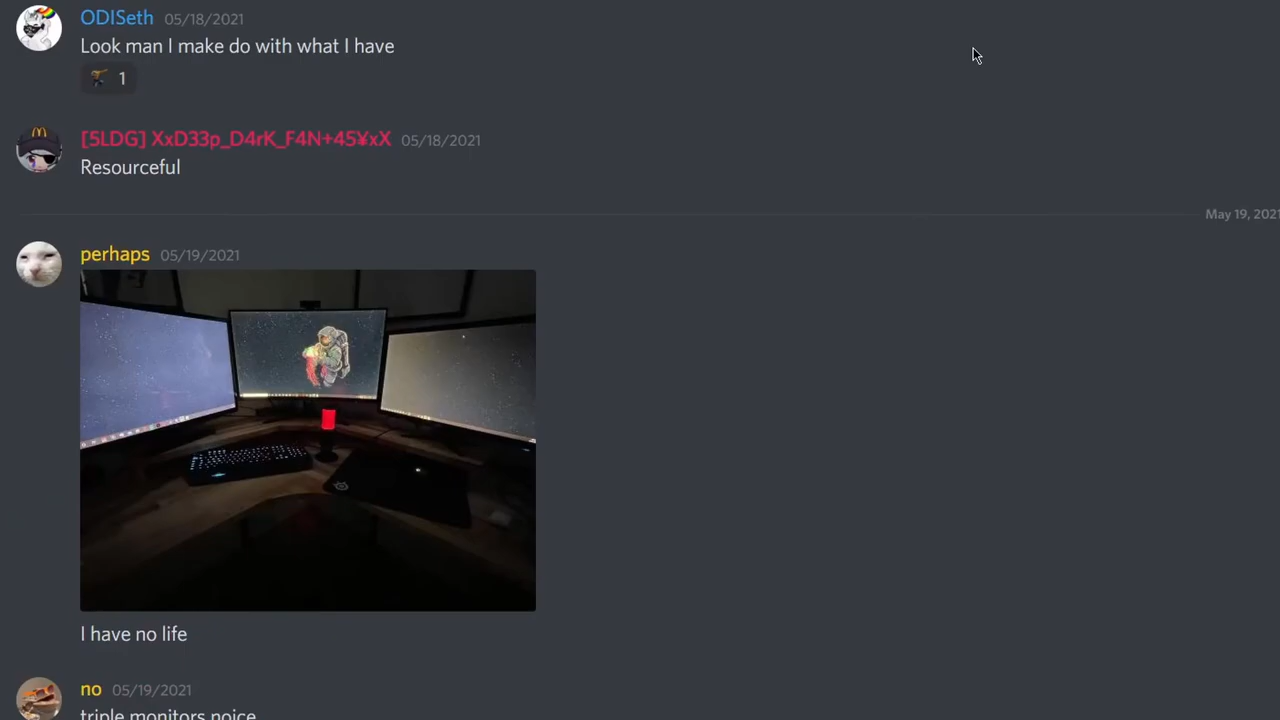 ODISeth 05/18/2021
Look man I make do with what I have
1
[5LDG] XxD33p_D4rK_F4N+45¥xX 05/18/2021
Resourceful
May 19, 2021
perhaps 05/19/2021
I have no life
no 05/19/2021
triple monitors noice